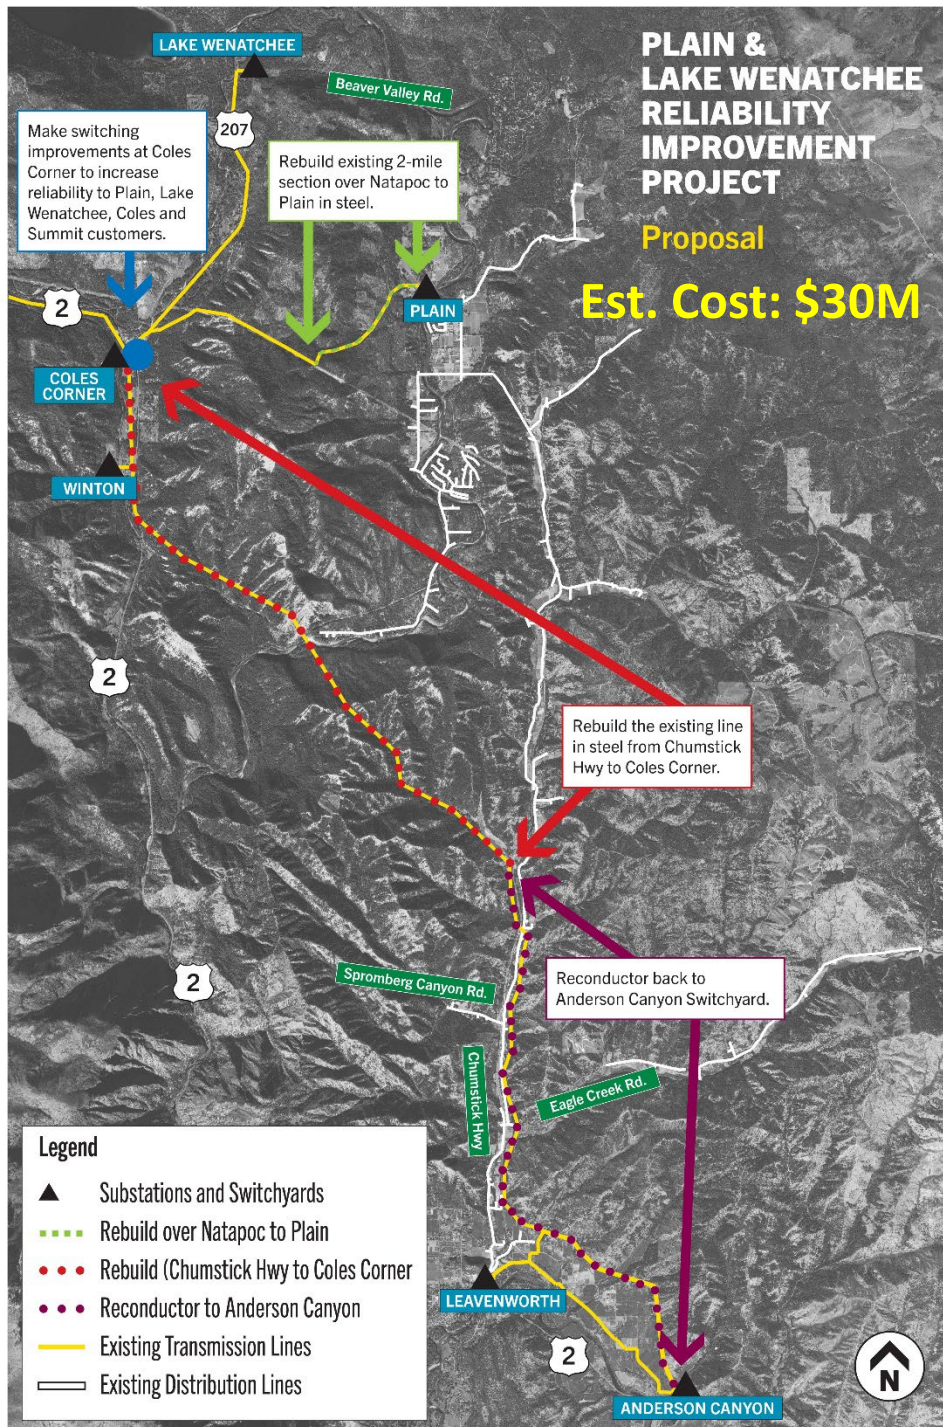 LAKE WENATCHEE
Beaver Valley Rd.
PLAIN &
LAKE WENATCHEE
RELIABILITY
IMPROVEMENT
PROJECT
Proposal
Est. Cost: $30M
207
Make switching
improvements at Coles
Corner to increase
reliability to Plain, Lake
Wenatchee, Coles and
Summit customers.
Rebuild existing 2-mile
section over Natapoc to
Plain in steel.
2
PLAIN
COLES
CORNER
WINTON
2
Rebuild the existing line
in steel from Chumstick
Hwy to Coles Corner.
Reconductor back to
Anderson Canyon Switchyard.
2
Spromberg Canyon Rd.
Chumstick Hwy
Eagle Creek Rd.
Legend
Substations and Switchyards
Rebuild over Natapoc to Plain
Rebuild (Chumstick Hwy to Coles Corner
Reconductor to Anderson Canyon
Existing Transmission Lines
Existing Distribution Lines
LEAVENWORTH
2
ANDERSON CANYON
N